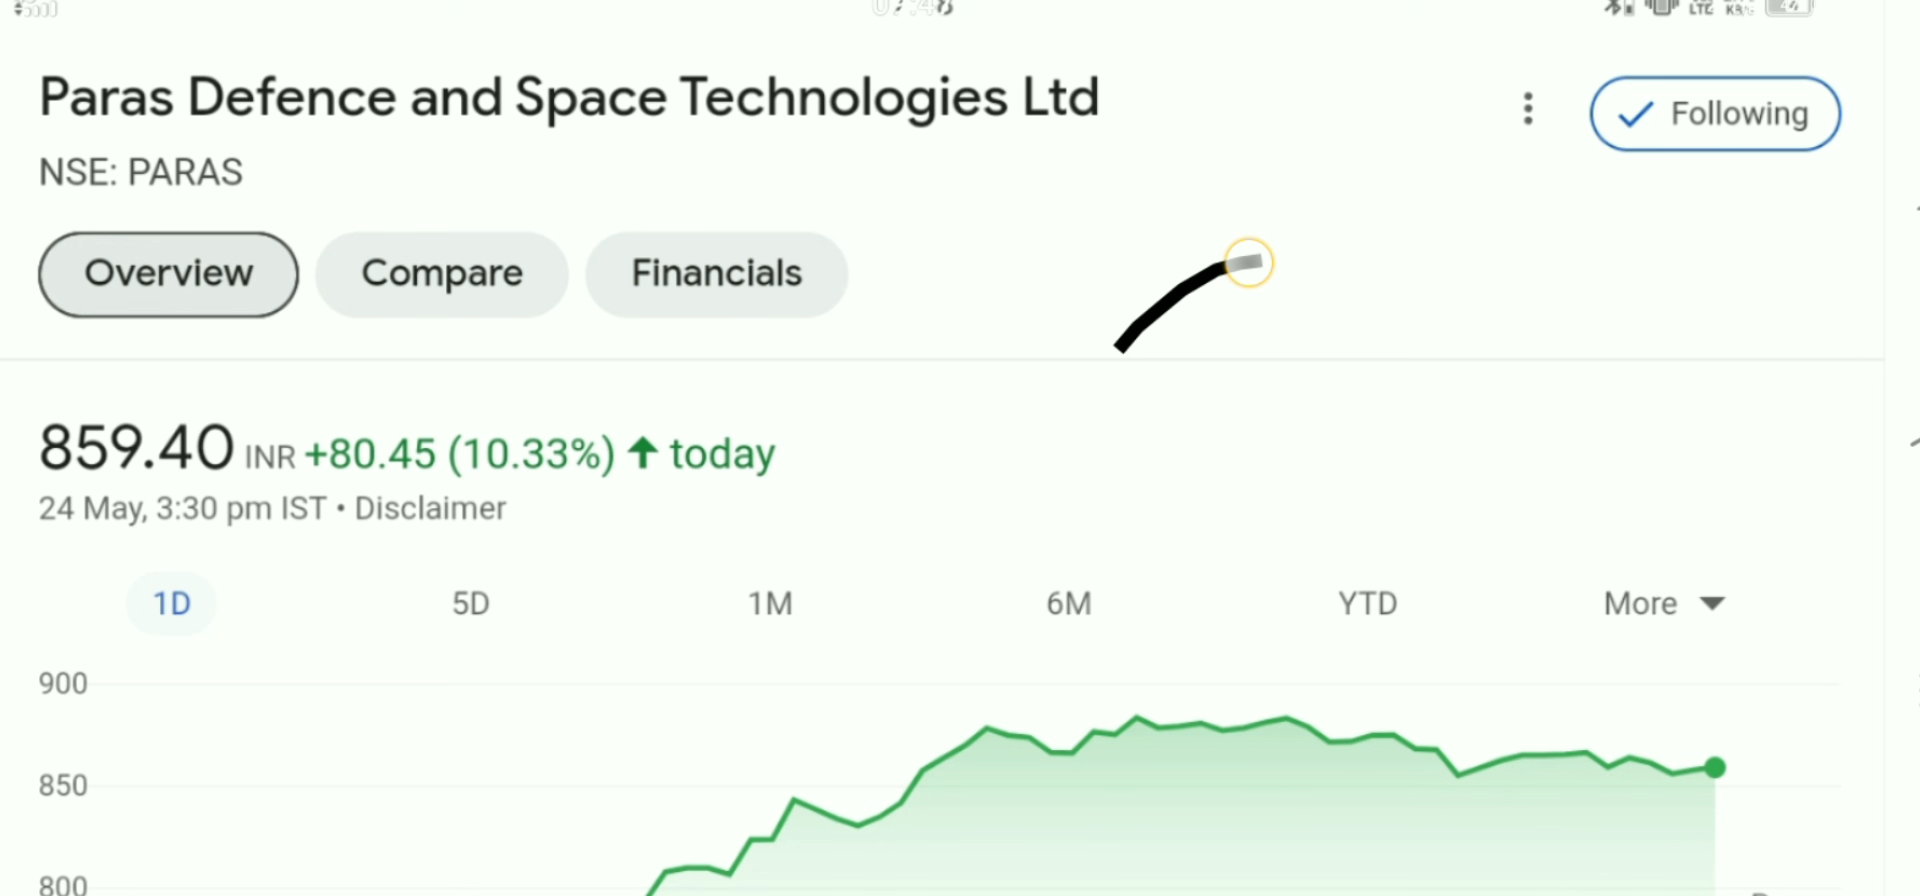 Paras Defence and Space Technologies Ltd
Following
NSE: PARAS
Overview Compare Financials
859.40 INR +80.45 (10.33%) today
24 May, 3:30 pm IST • Disclaimer
1D 5D 1M 6M YTD More
900
850
800